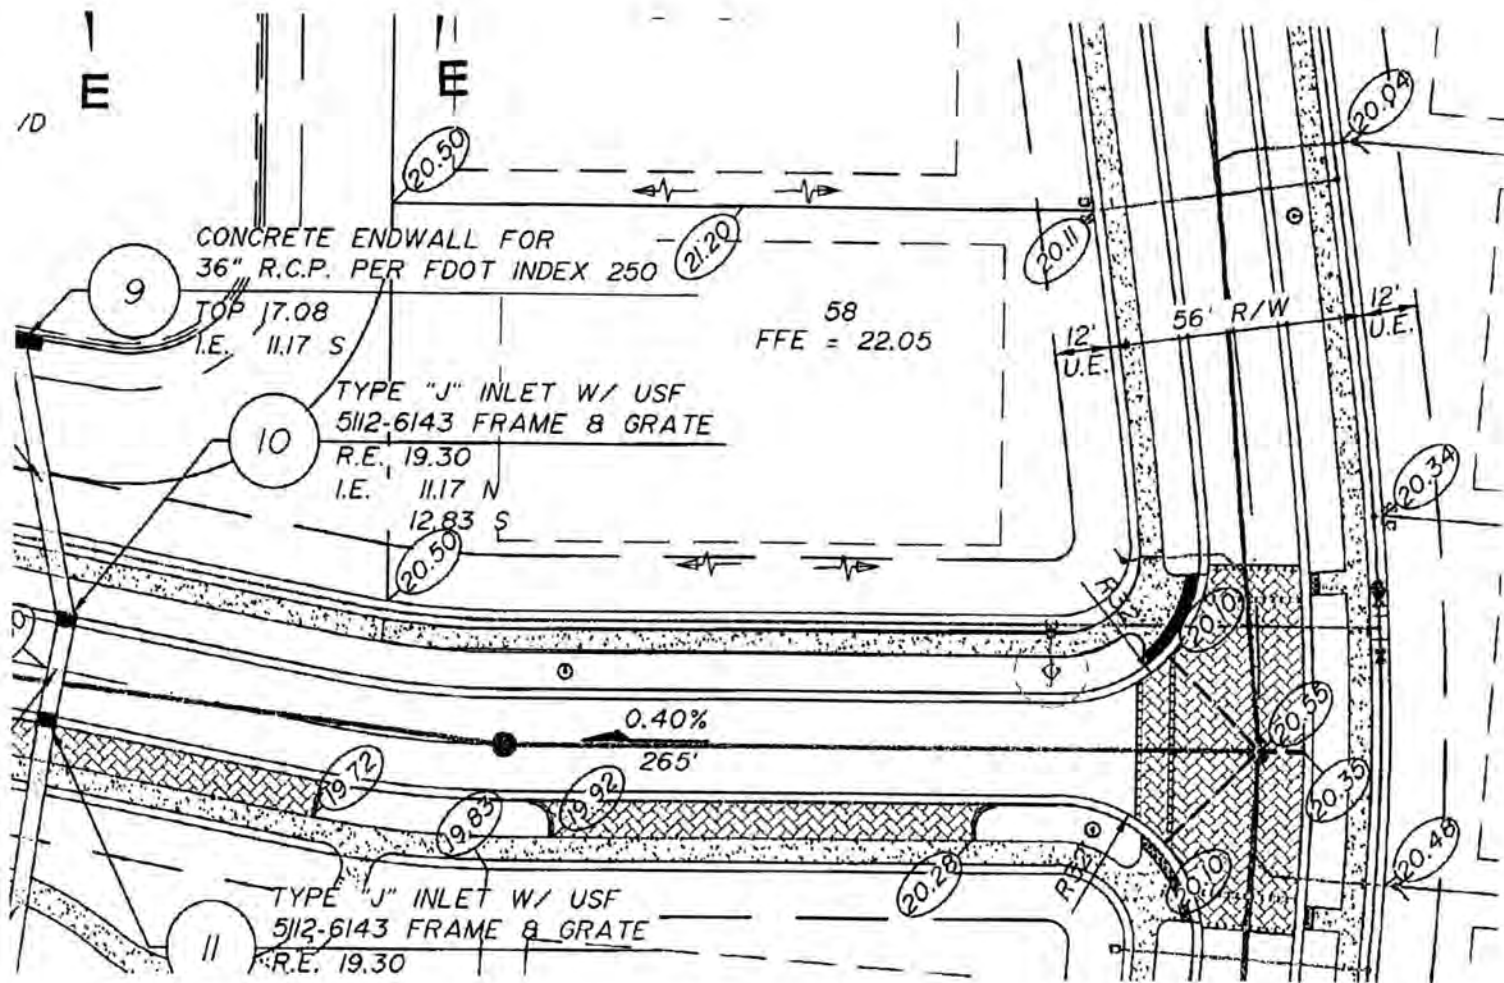 E
E
/D
20.50
20.04
CONCRETE ENDWALL FOR
36" R.C.P. PER FDOT INDEX 250
9
TOP 17.08
I.E. 11.17 S
21.20
20.11
58
FFE = 22.05
12'
U.E.
56' R/W
12'
U.E.
TYPE "J" INLET W/ USF
5112-6143 FRAME & GRATE
10
R.E. 19.30
I.E. 11.17 N
12.83 S
20.50
20.34
20.10
20.55
0.40%
265'
19.72
19.92
19.83
20.35
20.28
20.48
20.10
TYPE "J" INLET W/ USF
5112-6143 FRAME & GRATE
11
R.E. 19.30